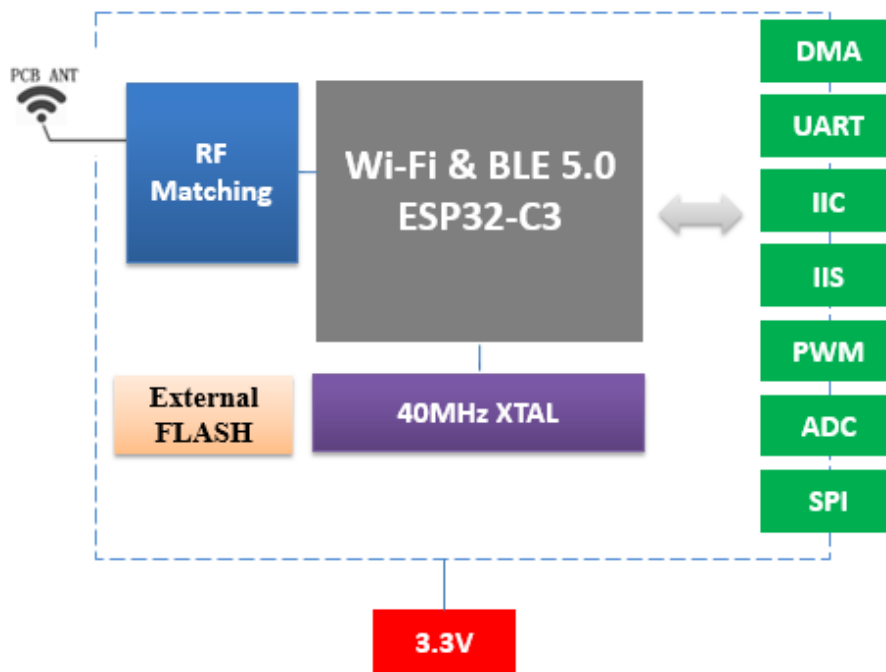 DMA
PCB ANT
UART
RF
Matching
Wi-Fi & BLE 5.0
ESP32-C3
IIC
IIS
PWM
External
FLASH
40MHz XTAL
ADC
SPI
3.3V